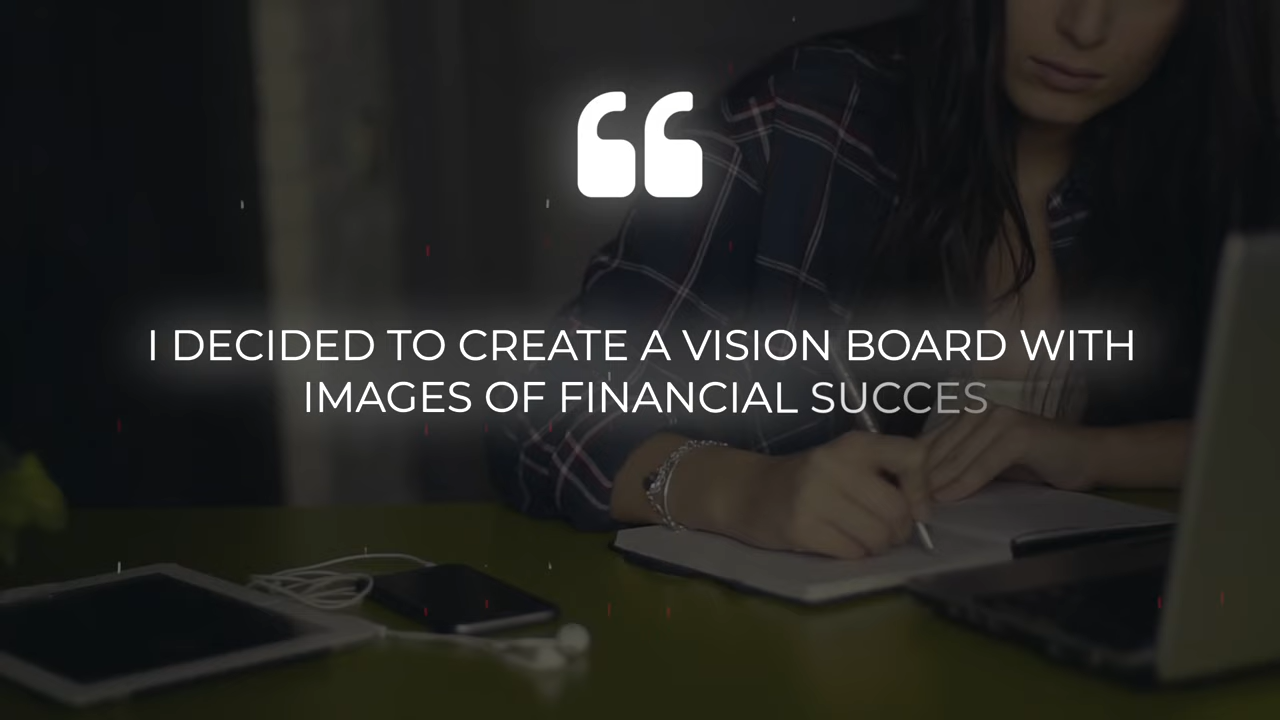 “
I DECIDED TO CREATE A VISION BOARD WITH
IMAGES OF FINANCIAL SUCCES